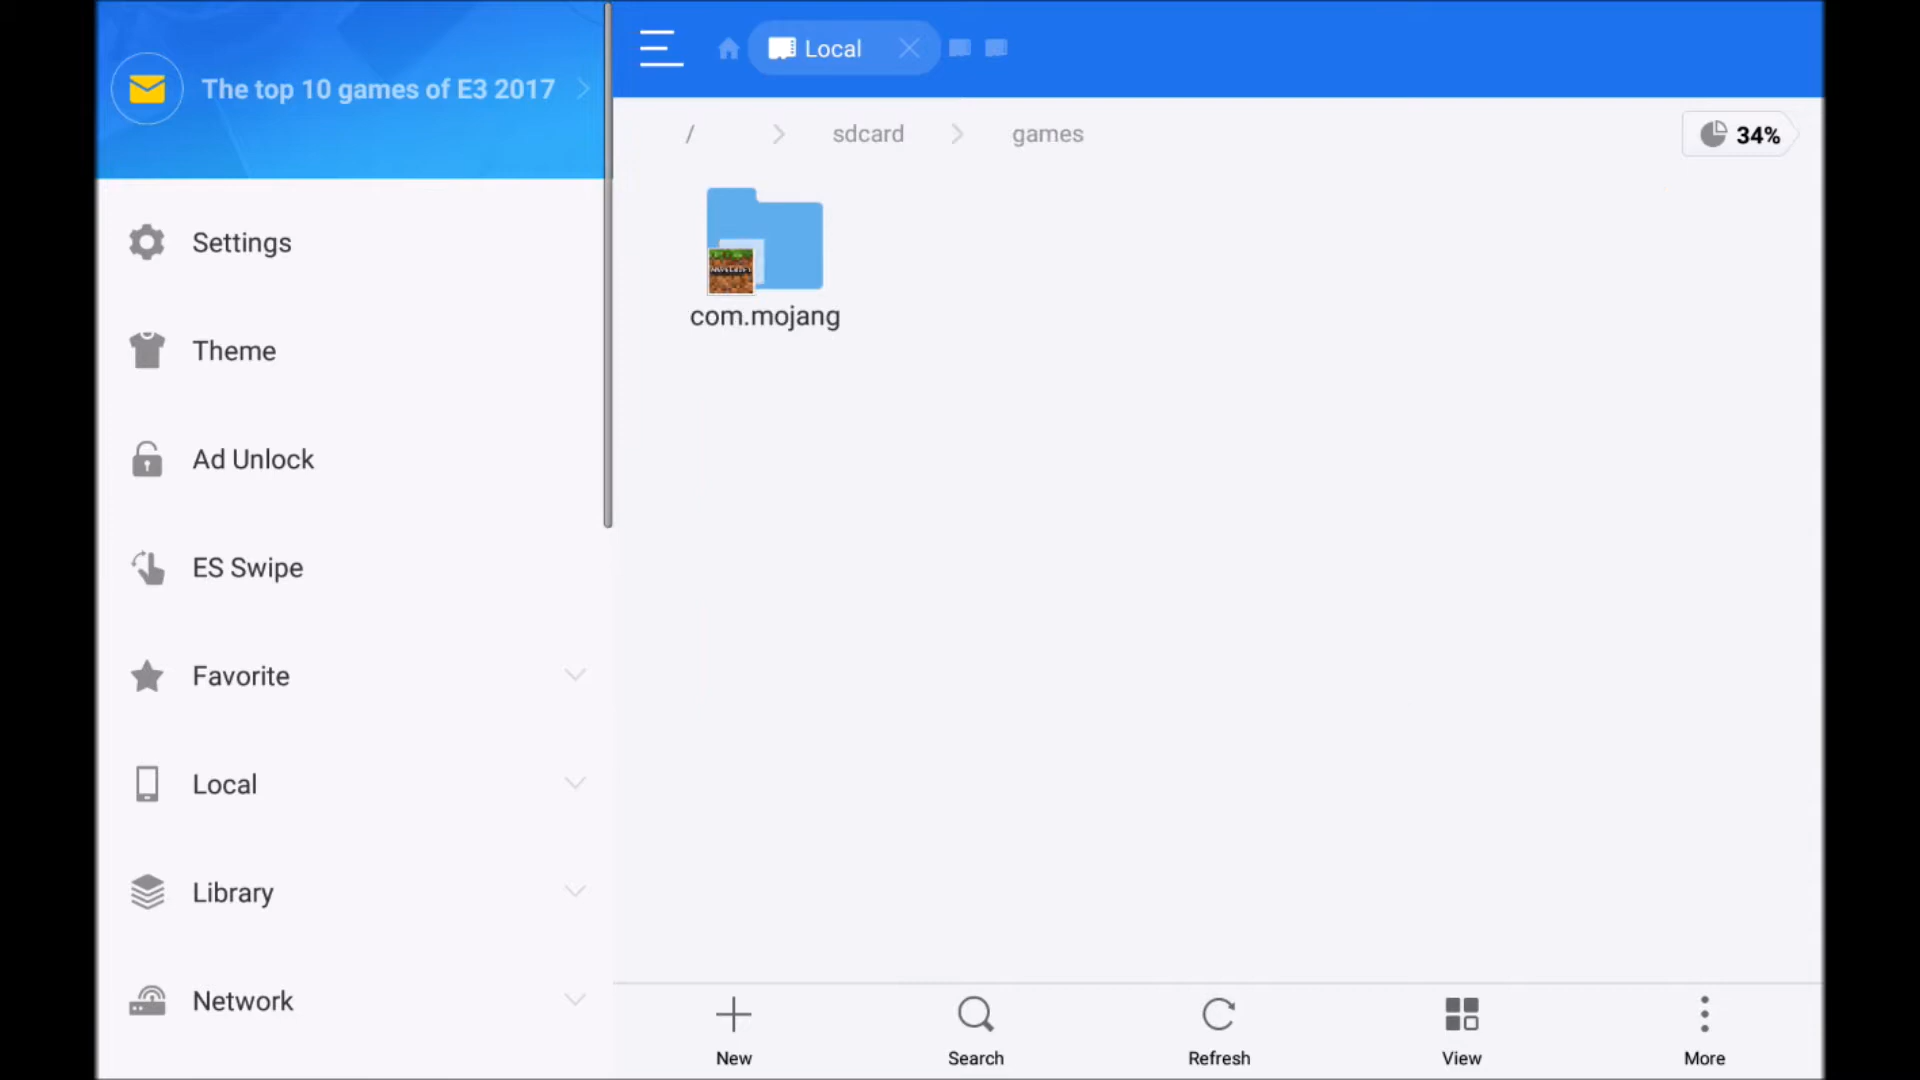 The top 10 games of E3 2017
Settings
Theme
Ad Unlock
ES Swipe
Favorite
Local
Library
Network
Local
/ sdcard games
34%
com.mojang
New Search Refresh View More